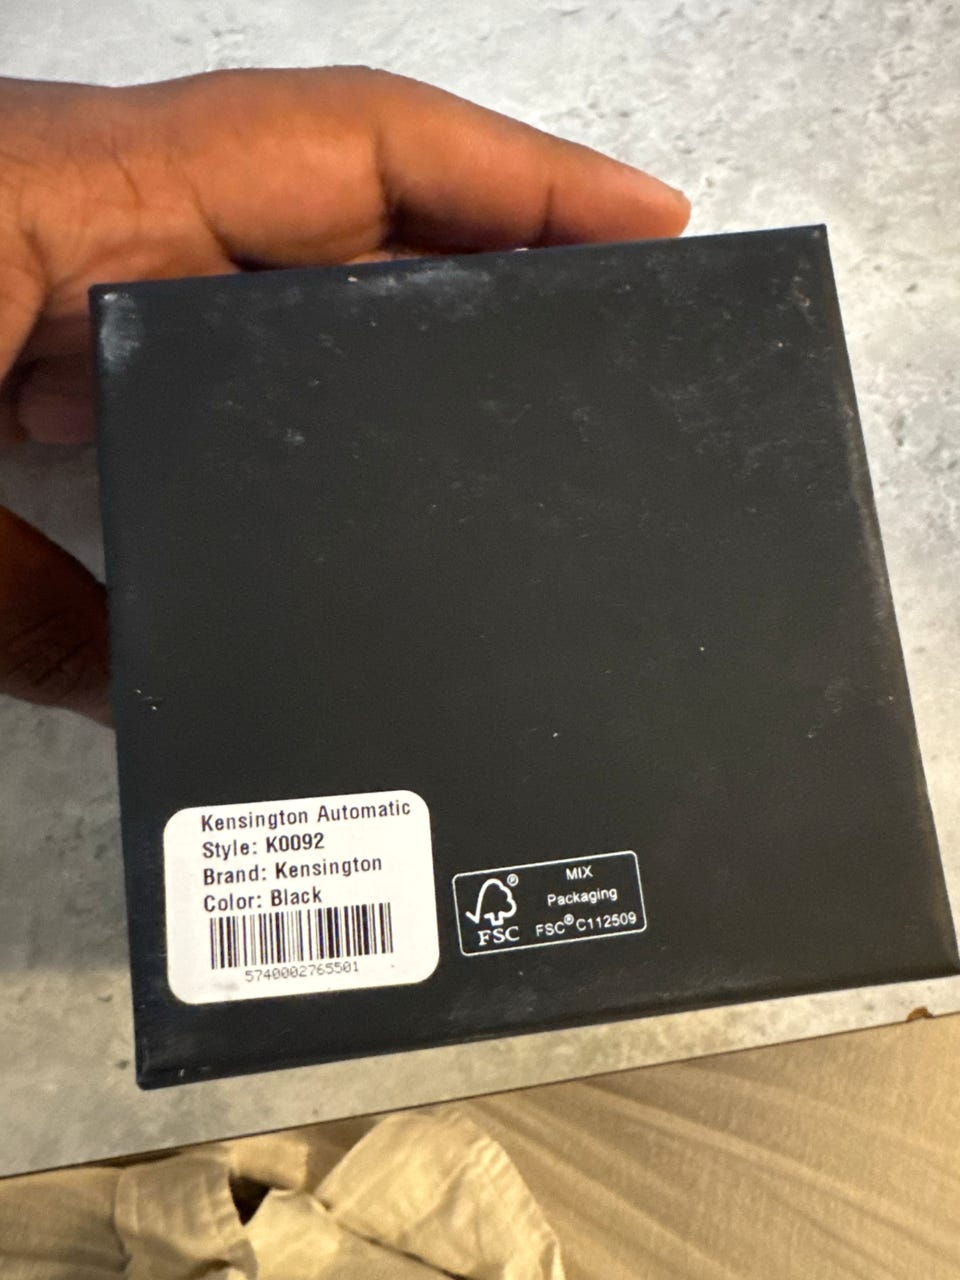 Kensington Automatic
Style: K0092
Brand: Kensington
Color: Black
5740002765501
FSC®
MIX
Packaging
FSC® C112509